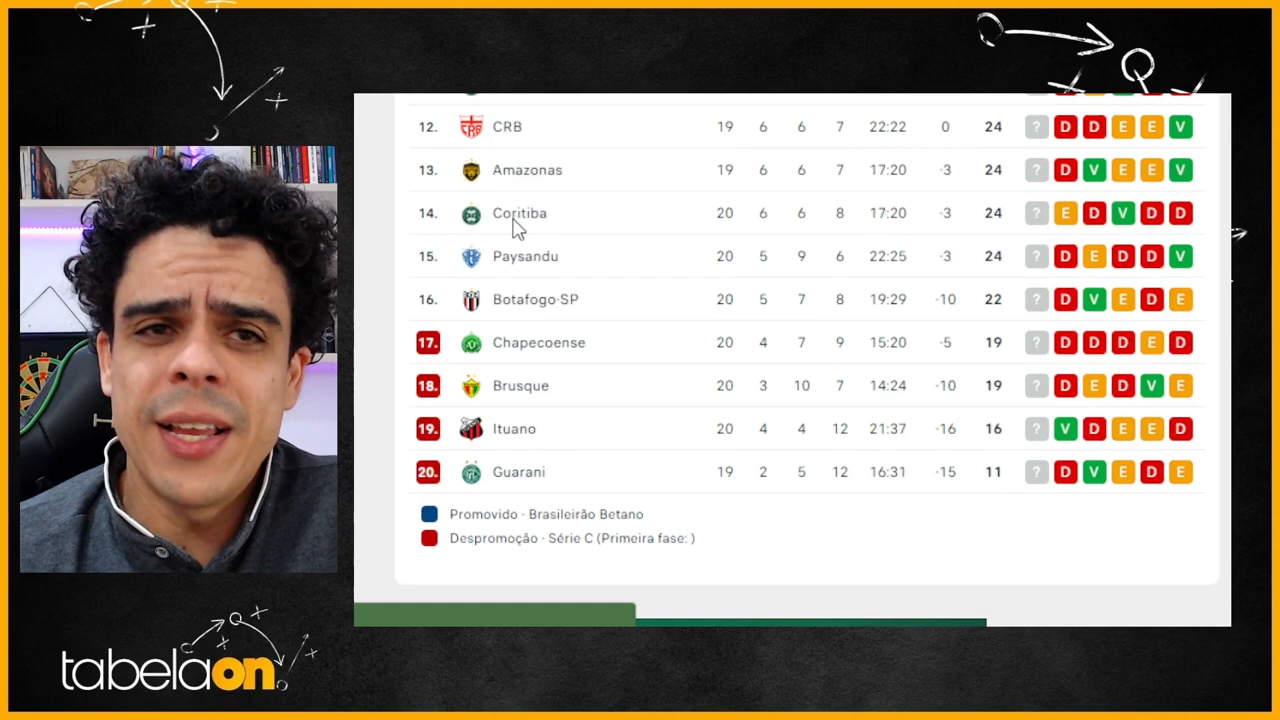 12. CRB 19 6 6 7 22:22 0 24 ? D D E E V
13. Amazonas 19 6 6 7 17:20 -3 24 ? D V E E V
14. Coritiba 20 6 6 8 17:20 -3 24 ? E D V D D
15. Paysandu 20 5 9 6 22:25 -3 24 ? D E D D V
16. Botafogo-SP 20 5 7 8 19:29 -10 22 ? D V E D E
17. Chapecoense 20 4 7 9 15:20 -5 19 ? D D D E D
18. Brusque 20 3 10 7 14:24 -10 19 ? D E D V E
19. Ituano 20 4 4 12 21:37 -16 16 ? V D E E D
20. Guarani 19 2 5 12 16:31 -15 11 ? D V E D E
Promovido - Brasileirão Betano
Despromoção - Série C (Primeira fase: )
tabelaon